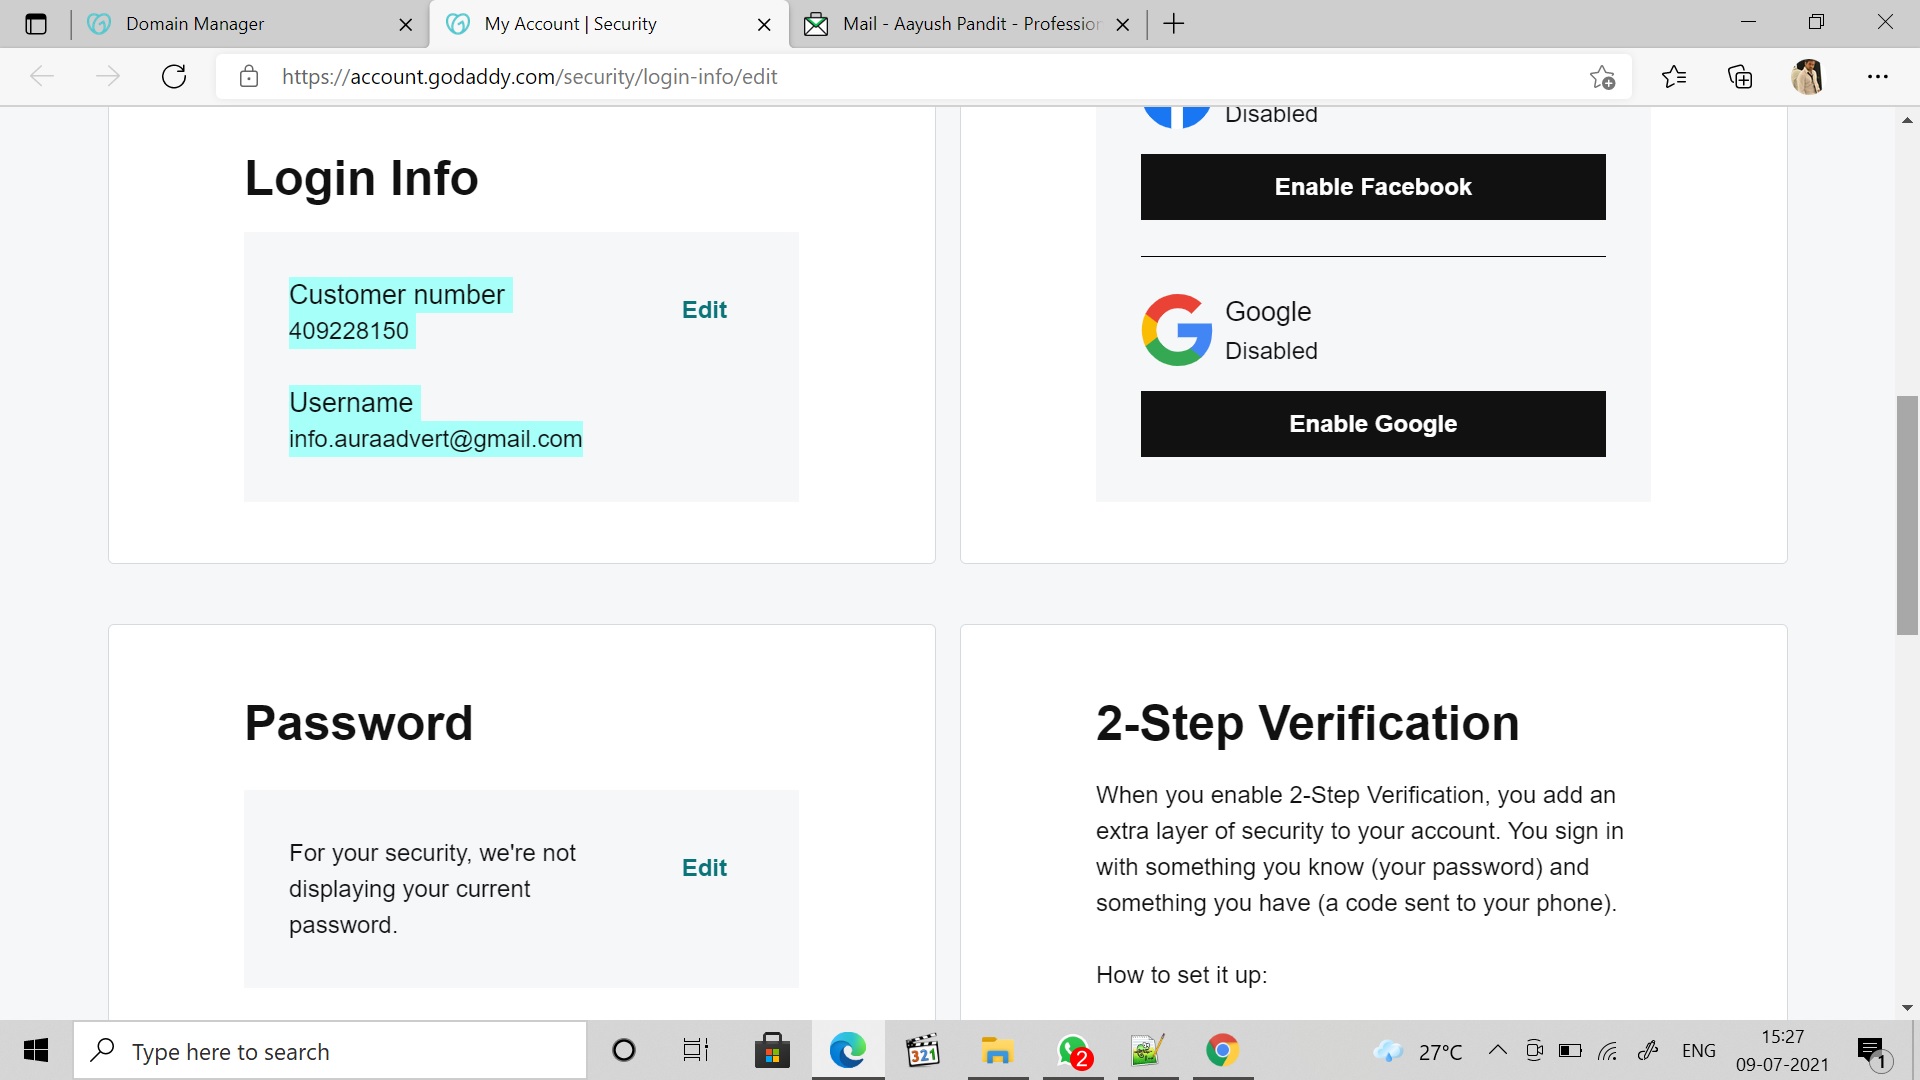 Domain Manager
My Account | Security
Mail - Aayush Pandit - Profession
https://account.godaddy.com/security/login-info/edit
Login Info
Customer number
409228150
Edit
Username
info.auraadvert@gmail.com
Disabled
Enable Facebook
Google
Disabled
Enable Google
Password
For your security, we're not
displaying your current
password.
Edit
2-Step Verification
When you enable 2-Step Verification, you add an
extra layer of security to your account. You sign in
with something you know (your password) and
something you have (a code sent to your phone).
How to set it up:
Type here to search
321
2
27°C
ENG
15:27
09-07-2021
1